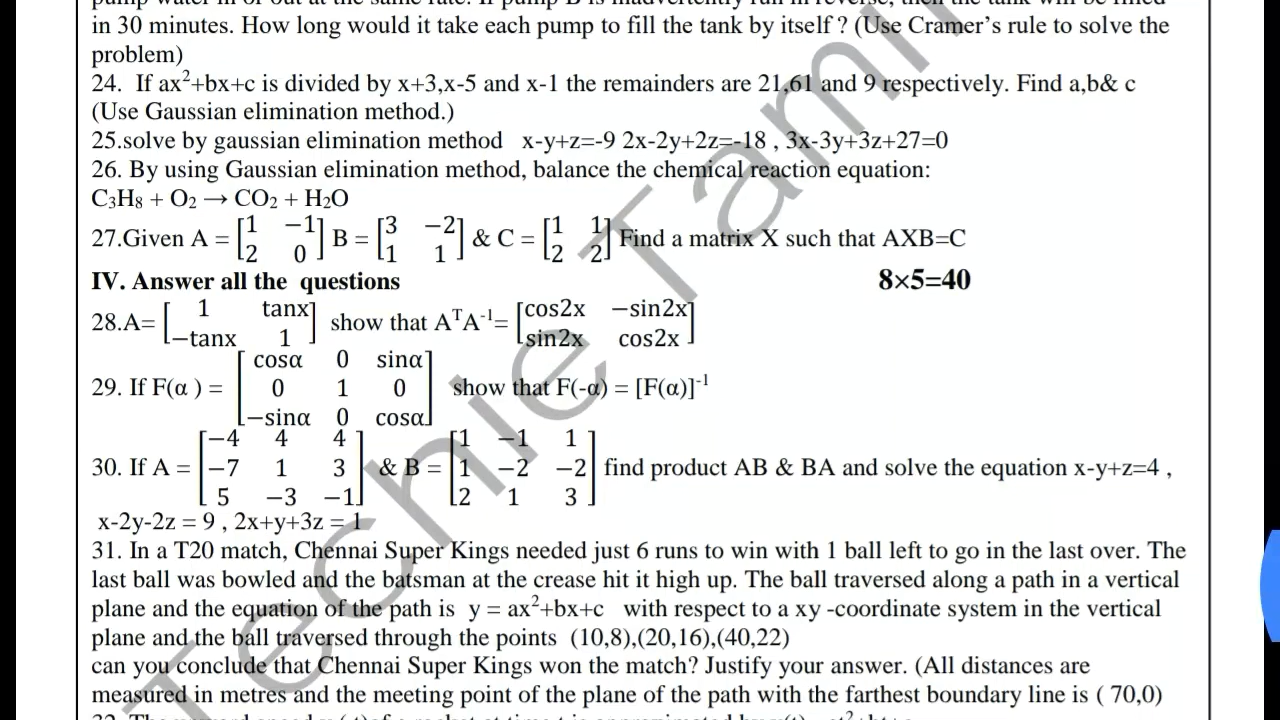 in 30 minutes. How long would it take each pump to fill the tank by itself ? (Use Cramer's rule to solve the
problem)
24. If ax²+bx+c is divided by x+3,x-5 and x-1 the remainders are 21,61 and 9 respectively. Find a,b& c
(Use Gaussian elimination method.)
25.solve by gaussian elimination method x-y+z=-9 2x-2y+2z=-18 , 3x-3y+3z+27=0
26. By using Gaussian elimination method, balance the chemical reaction equation:
C₃H₈ + O₂ → CO₂ + H₂O
27.Given A = [1 −1; 2 0] B = [3 −2; 1 1] & C = [1 1; 2 2] Find a matrix X such that AXB=C
IV. Answer all the questions 8×5=40
28.A= [1 tanx; −tanx 1] show that AᵀA⁻¹= [cos2x −sin2x; sin2x cos2x]
29. If F(α ) = [cosα 0 sinα; 0 1 0; −sinα 0 cosα] show that F(-α) = [F(α)]⁻¹
30. If A = [−4 4 4; −7 1 3; 5 −3 −1] & B = [1 −1 1; 1 −2 −2; 2 1 3] find product AB & BA and solve the equation x-y+z=4 ,
x-2y-2z = 9 , 2x+y+3z = 1
31. In a T20 match, Chennai Super Kings needed just 6 runs to win with 1 ball left to go in the last over. The
last ball was bowled and the batsman at the crease hit it high up. The ball traversed along a path in a vertical
plane and the equation of the path is y = ax²+bx+c with respect to a xy -coordinate system in the vertical
plane and the ball traversed through the points (10,8),(20,16),(40,22)
can you conclude that Chennai Super Kings won the match? Justify your answer. (All distances are
measured in metres and the meeting point of the plane of the path with the farthest boundary line is ( 70,0)
Techie Tamil